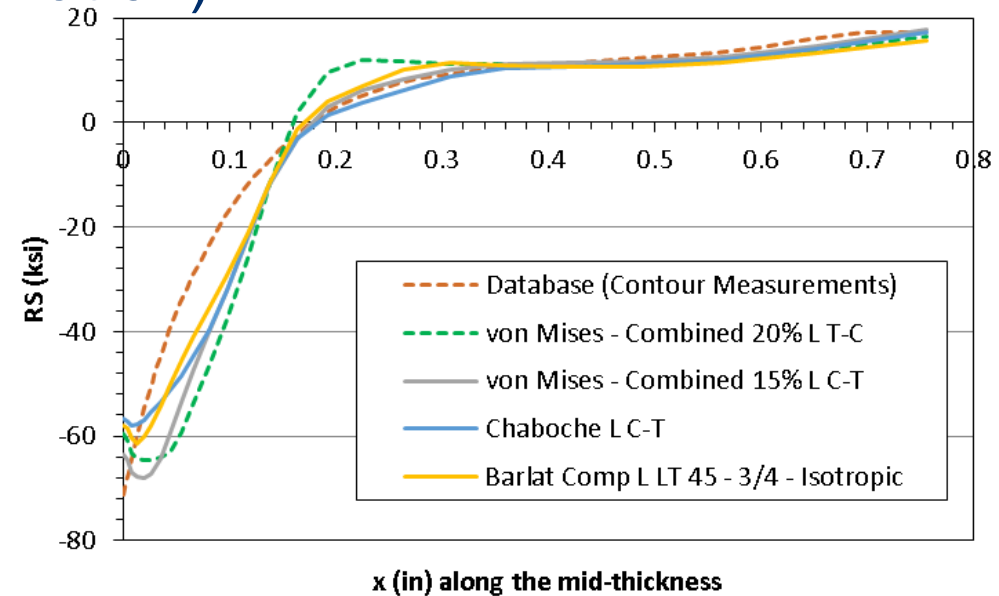 20
0
-20
-40
-60
-80
0 0.1 0.2 0.3 0.4 0.5 0.6 0.7 0.8
RS (ksi)
Database (Contour Measurements)
von Mises - Combined 20% L T-C
von Mises - Combined 15% L C-T
Chaboche L C-T
Barlat Comp L LT 45 - 3/4 - Isotropic
x (in) along the mid-thickness